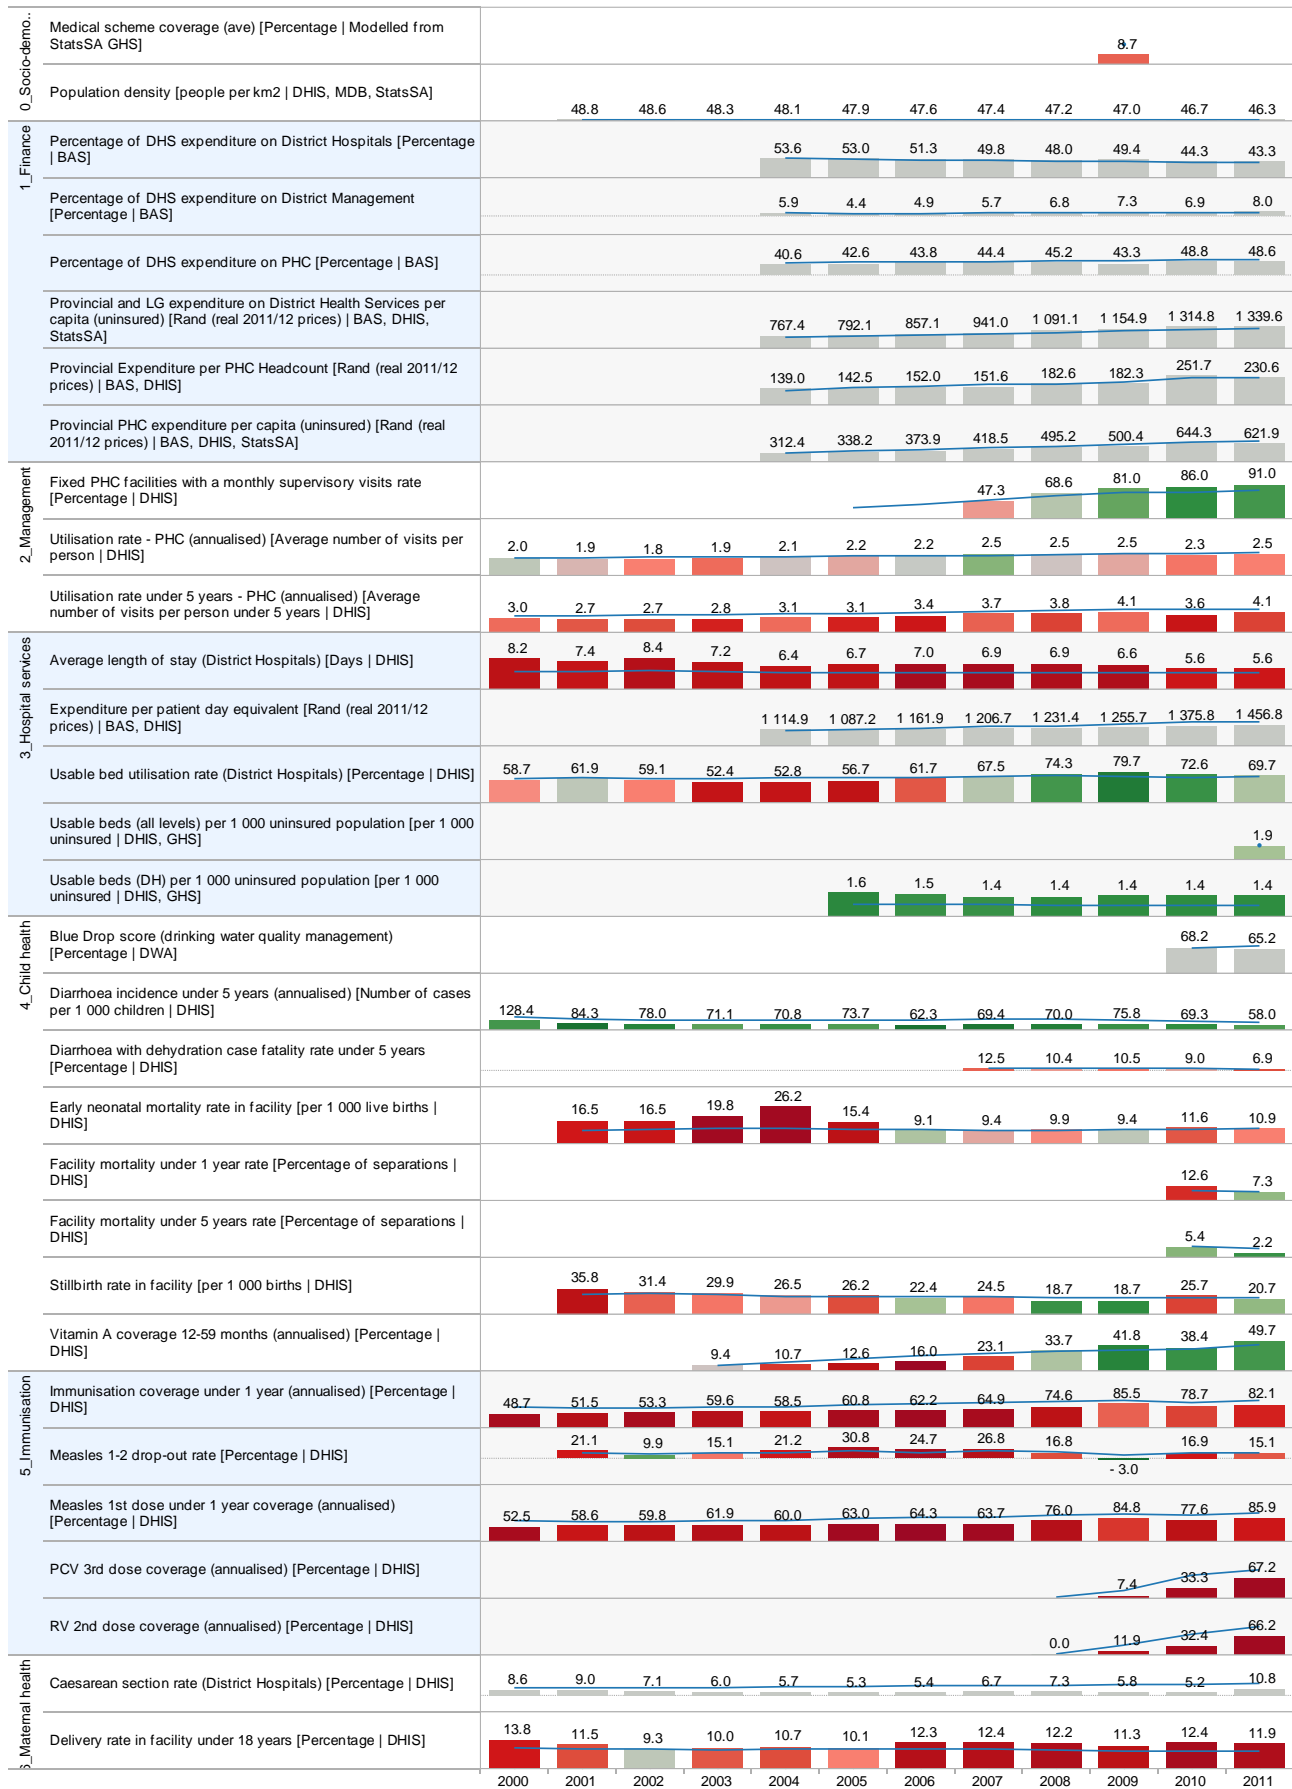 0_Socio-demo..
Medical scheme coverage (ave) [Percentage | Modelled from
StatsSA GHS]
8.7
Population density [people per km2 | DHIS, MDB, StatsSA]
48.8 48.6 48.3 48.1 47.9 47.6 47.4 47.2 47.0 46.7 46.3
1_Finance
Percentage of DHS expenditure on District Hospitals [Percentage
| BAS]
53.6 53.0 51.3 49.8 48.0 49.4 44.3 43.3
Percentage of DHS expenditure on District Management
[Percentage | BAS]
5.9 4.4 4.9 5.7 6.8 7.3 6.9 8.0
Percentage of DHS expenditure on PHC [Percentage | BAS]
40.6 42.6 43.8 44.4 45.2 43.3 48.8 48.6
Provincial and LG expenditure on District Health Services per
capita (uninsured) [Rand (real 2011/12 prices) | BAS, DHIS,
StatsSA]
767.4 792.1 857.1 941.0 1 091.1 1 154.9 1 314.8 1 339.6
Provincial Expenditure per PHC Headcount [Rand (real 2011/12
prices) | BAS, DHIS]
139.0 142.5 152.0 151.6 182.6 182.3 251.7 230.6
Provincial PHC expenditure per capita (uninsured) [Rand (real
2011/12 prices) | BAS, DHIS, StatsSA]
312.4 338.2 373.9 418.5 495.2 500.4 644.3 621.9
2_Management
Fixed PHC facilities with a monthly supervisory visits rate
[Percentage | DHIS]
47.3 68.6 81.0 86.0 91.0
Utilisation rate - PHC (annualised) [Average number of visits per
person | DHIS]
2.0 1.9 1.8 1.9 2.1 2.2 2.2 2.5 2.5 2.5 2.3 2.5
Utilisation rate under 5 years - PHC (annualised) [Average
number of visits per person under 5 years | DHIS]
3.0 2.7 2.7 2.8 3.1 3.1 3.4 3.7 3.8 4.1 3.6 4.1
3_Hospital services
Average length of stay (District Hospitals) [Days | DHIS]
8.2 7.4 8.4 7.2 6.4 6.7 7.0 6.9 6.9 6.6 5.6 5.6
Expenditure per patient day equivalent [Rand (real 2011/12
prices) | BAS, DHIS]
1 114.9 1 087.2 1 161.9 1 206.7 1 231.4 1 255.7 1 375.8 1 456.8
Usable bed utilisation rate (District Hospitals) [Percentage | DHIS]
58.7 61.9 59.1 52.4 52.8 56.7 61.7 67.5 74.3 79.7 72.6 69.7
Usable beds (all levels) per 1 000 uninsured population [per 1 000
uninsured | DHIS, GHS]
1.9
Usable beds (DH) per 1 000 uninsured population [per 1 000
uninsured | DHIS, GHS]
1.6 1.5 1.4 1.4 1.4 1.4 1.4
4_Child health
Blue Drop score (drinking water quality management)
[Percentage | DWA]
68.2 65.2
Diarrhoea incidence under 5 years (annualised) [Number of cases
per 1 000 children | DHIS]
128.4 84.3 78.0 71.1 70.8 73.7 62.3 69.4 70.0 75.8 69.3 58.0
Diarrhoea with dehydration case fatality rate under 5 years
[Percentage | DHIS]
12.5 10.4 10.5 9.0 6.9
Early neonatal mortality rate in facility [per 1 000 live births |
DHIS]
16.5 16.5 19.8 26.2 15.4 9.1 9.4 9.9 9.4 11.6 10.9
Facility mortality under 1 year rate [Percentage of separations |
DHIS]
12.6 7.3
Facility mortality under 5 years rate [Percentage of separations |
DHIS]
5.4 2.2
Stillbirth rate in facility [per 1 000 births | DHIS]
35.8 31.4 29.9 26.5 26.2 22.4 24.5 18.7 18.7 25.7 20.7
Vitamin A coverage 12-59 months (annualised) [Percentage |
DHIS]
9.4 10.7 12.6 16.0 23.1 33.7 41.8 38.4 49.7
5_Immunisation
Immunisation coverage under 1 year (annualised) [Percentage |
DHIS]
48.7 51.5 53.3 59.6 58.5 60.8 62.2 64.9 74.6 85.5 78.7 82.1
Measles 1-2 drop-out rate [Percentage | DHIS]
21.1 9.9 15.1 21.2 30.8 24.7 26.8 16.8 - 3.0 16.9 15.1
Measles 1st dose under 1 year coverage (annualised)
[Percentage | DHIS]
52.5 58.6 59.8 61.9 60.0 63.0 64.3 63.7 76.0 84.8 77.6 85.9
PCV 3rd dose coverage (annualised) [Percentage | DHIS]
7.4 33.3 67.2
RV 2nd dose coverage (annualised) [Percentage | DHIS]
0.0 11.9 32.4 66.2
6_Maternal health
Caesarean section rate (District Hospitals) [Percentage | DHIS]
8.6 9.0 7.1 6.0 5.7 5.3 5.4 6.7 7.3 5.8 5.2 10.8
Delivery rate in facility under 18 years [Percentage | DHIS]
13.8 11.5 9.3 10.0 10.7 10.1 12.3 12.4 12.2 11.3 12.4 11.9
2000 2001 2002 2003 2004 2005 2006 2007 2008 2009 2010 2011